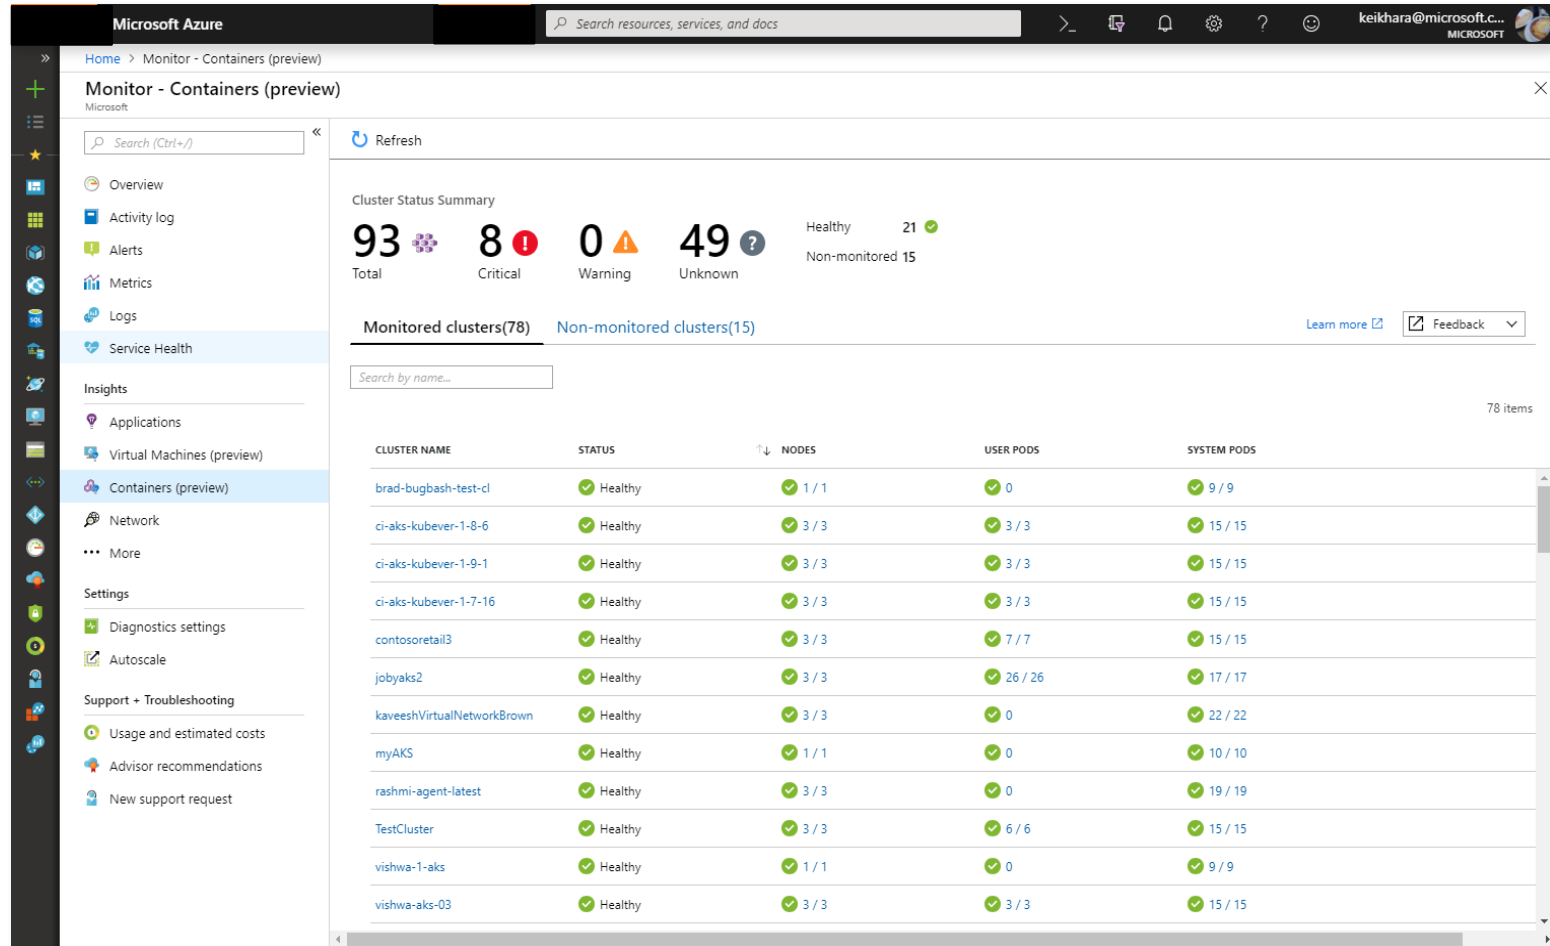 Microsoft Azure
Search resources, services, and docs
keikhara@microsoft.c...
MICROSOFT
Home > Monitor - Containers (preview)
Monitor - Containers (preview)
Microsoft
Search (Ctrl+/)
Overview
Activity log
Alerts
Metrics
Logs
Service Health
Insights
Applications
Virtual Machines (preview)
Containers (preview)
Network
More
Settings
Diagnostics settings
Autoscale
Support + Troubleshooting
Usage and estimated costs
Advisor recommendations
New support request
Refresh
Cluster Status Summary
93 8 0 49
Total Critical Warning Unknown
Healthy 21
Non-monitored 15
Monitored clusters(78) Non-monitored clusters(15)
Learn more Feedback
Search by name...
78 items
CLUSTER NAME STATUS NODES USER PODS SYSTEM PODS
brad-bugbash-test-cl Healthy 1 / 1 0 9 / 9
ci-aks-kubever-1-8-6 Healthy 3 / 3 3 / 3 15 / 15
ci-aks-kubever-1-9-1 Healthy 3 / 3 3 / 3 15 / 15
ci-aks-kubever-1-7-16 Healthy 3 / 3 3 / 3 15 / 15
contosoretail3 Healthy 3 / 3 7 / 7 15 / 15
jobyaks2 Healthy 3 / 3 26 / 26 17 / 17
kaveeshVirtualNetworkBrown Healthy 3 / 3 0 22 / 22
myAKS Healthy 1 / 1 0 10 / 10
rashmi-agent-latest Healthy 3 / 3 0 19 / 19
TestCluster Healthy 3 / 3 6 / 6 15 / 15
vishwa-1-aks Healthy 1 / 1 0 9 / 9
vishwa-aks-03 Healthy 3 / 3 3 / 3 15 / 15